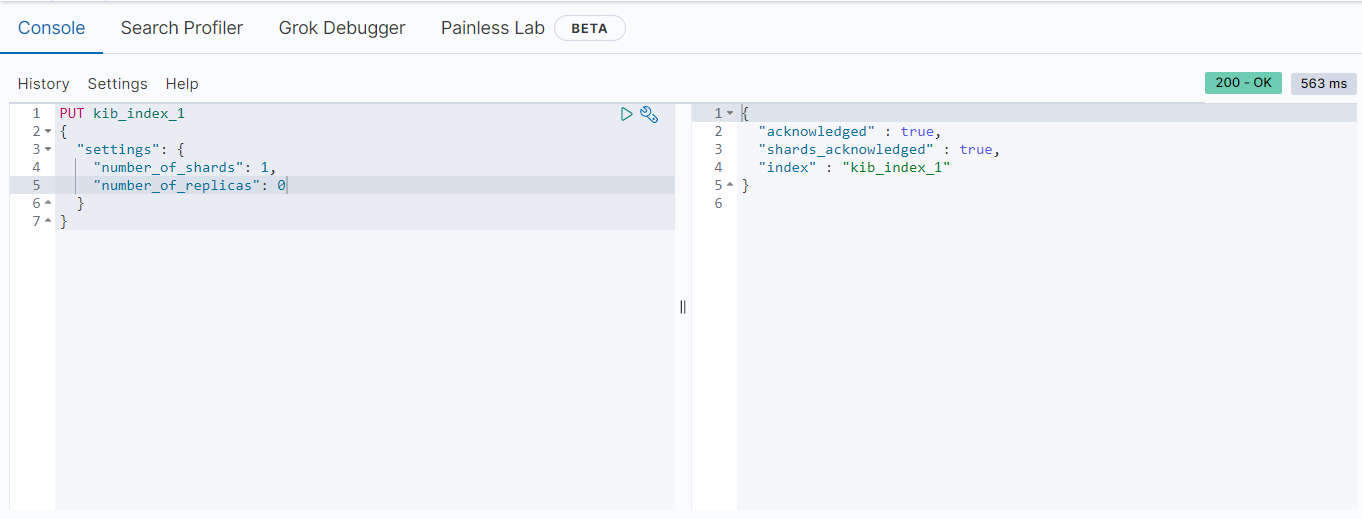 Console Search Profiler Grok Debugger Painless Lab BETA
History Settings Help 200 - OK 563 ms
1 PUT kib_index_1
2 {
3 "settings": {
4 "number_of_shards": 1,
5 "number_of_replicas": 0
6 }
7 }
1 {
2 "acknowledged" : true,
3 "shards_acknowledged" : true,
4 "index" : "kib_index_1"
5 }
6